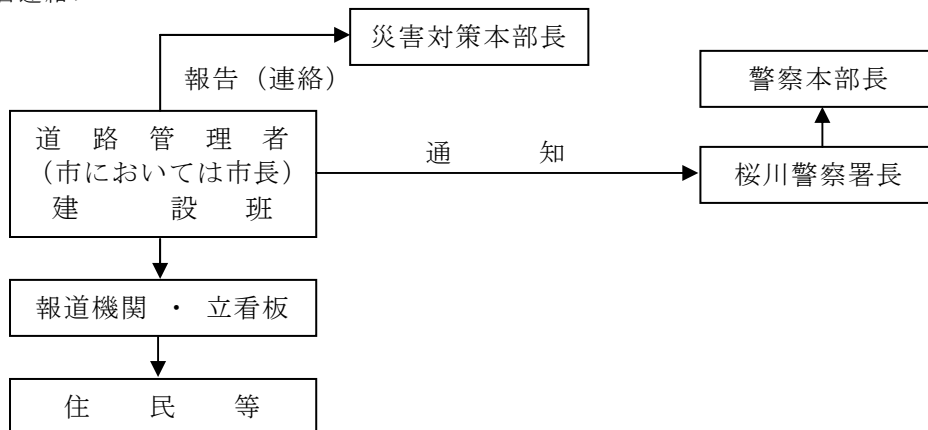 災害対策本部長
報告(連絡)
警察本部長
道路管理者
(市においては市長)
建設班
通知
桜川警察署長
報道機関・立看板
住民等